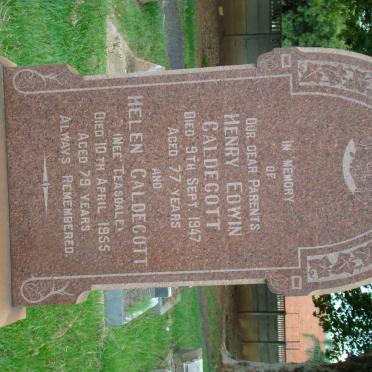 IN MEMORY
OF
OUR DEAR PARENTS
HENRY EDWIN
CALDECOTT
DIED 9TH SEPT. 1947
AGED 77 YEARS
AND
HELEN CALDECOTT
(NEE TEASDALE)
DIED 10TH APRIL 1955
AGED 79 YEARS
ALWAYS REMEMBERED.